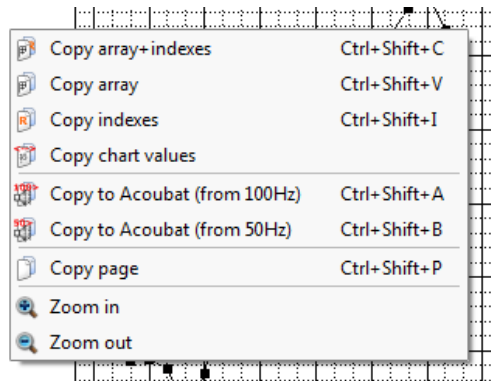 Copy array+indexes Ctrl+Shift+C
Copy array Ctrl+Shift+V
Copy indexes Ctrl+Shift+I
Copy chart values
Copy to Acoubat (from 100Hz) Ctrl+Shift+A
Copy to Acoubat (from 50Hz) Ctrl+Shift+B
Copy page Ctrl+Shift+P
Zoom in
Zoom out